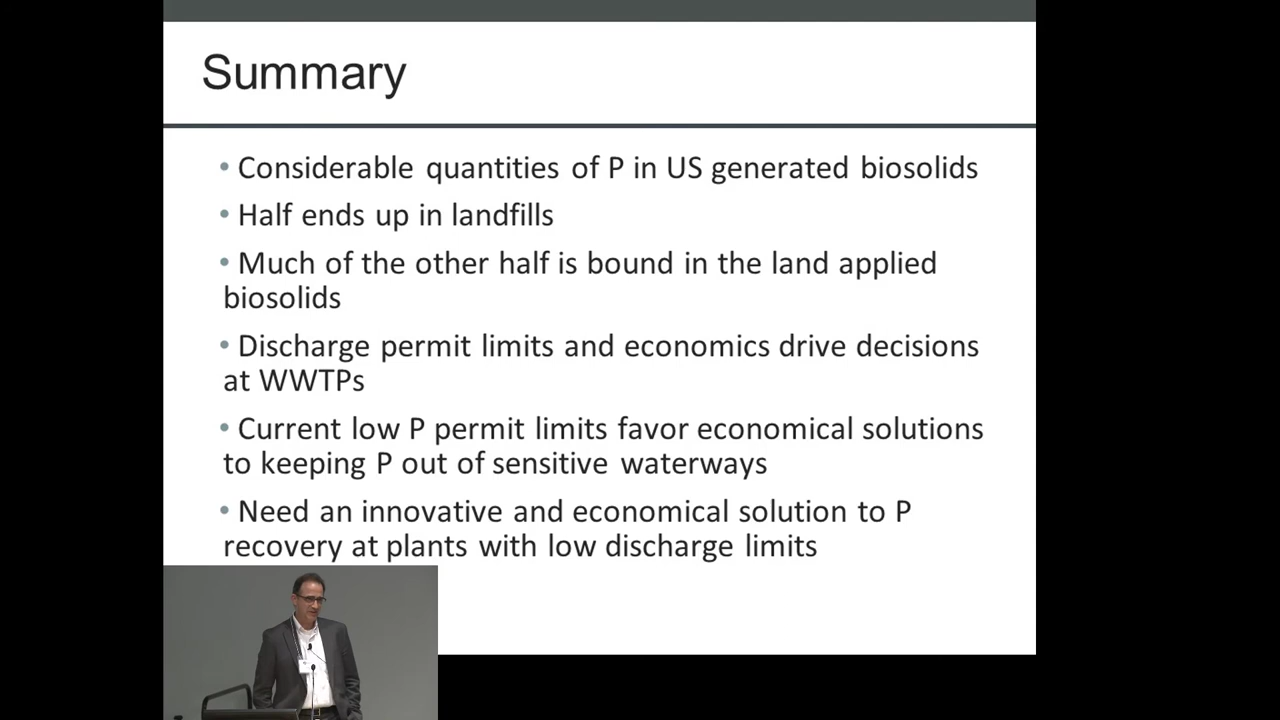 Summary
• Considerable quantities of P in US generated biosolids
• Half ends up in landfills
• Much of the other half is bound in the land applied
biosolids
• Discharge permit limits and economics drive decisions
at WWTPs
• Current low P permit limits favor economical solutions
to keeping P out of sensitive waterways
• Need an innovative and economical solution to P
recovery at plants with low discharge limits